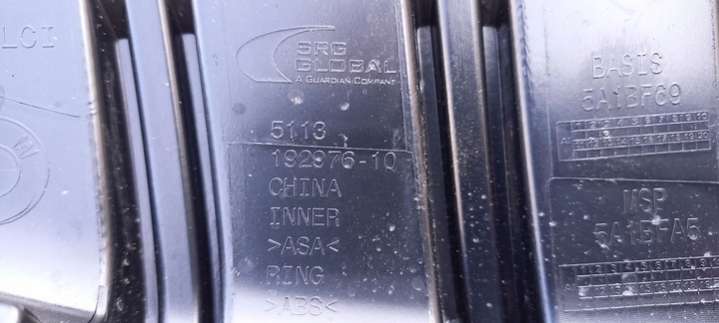 LCI
SRG
GLOBAL
A GUARDIAN COMPANY
5113
192976-10
CHINA
INNER
>ASA<
RING
>ABS<
BASIS
5A1BF69
MSP
5A1BFA5